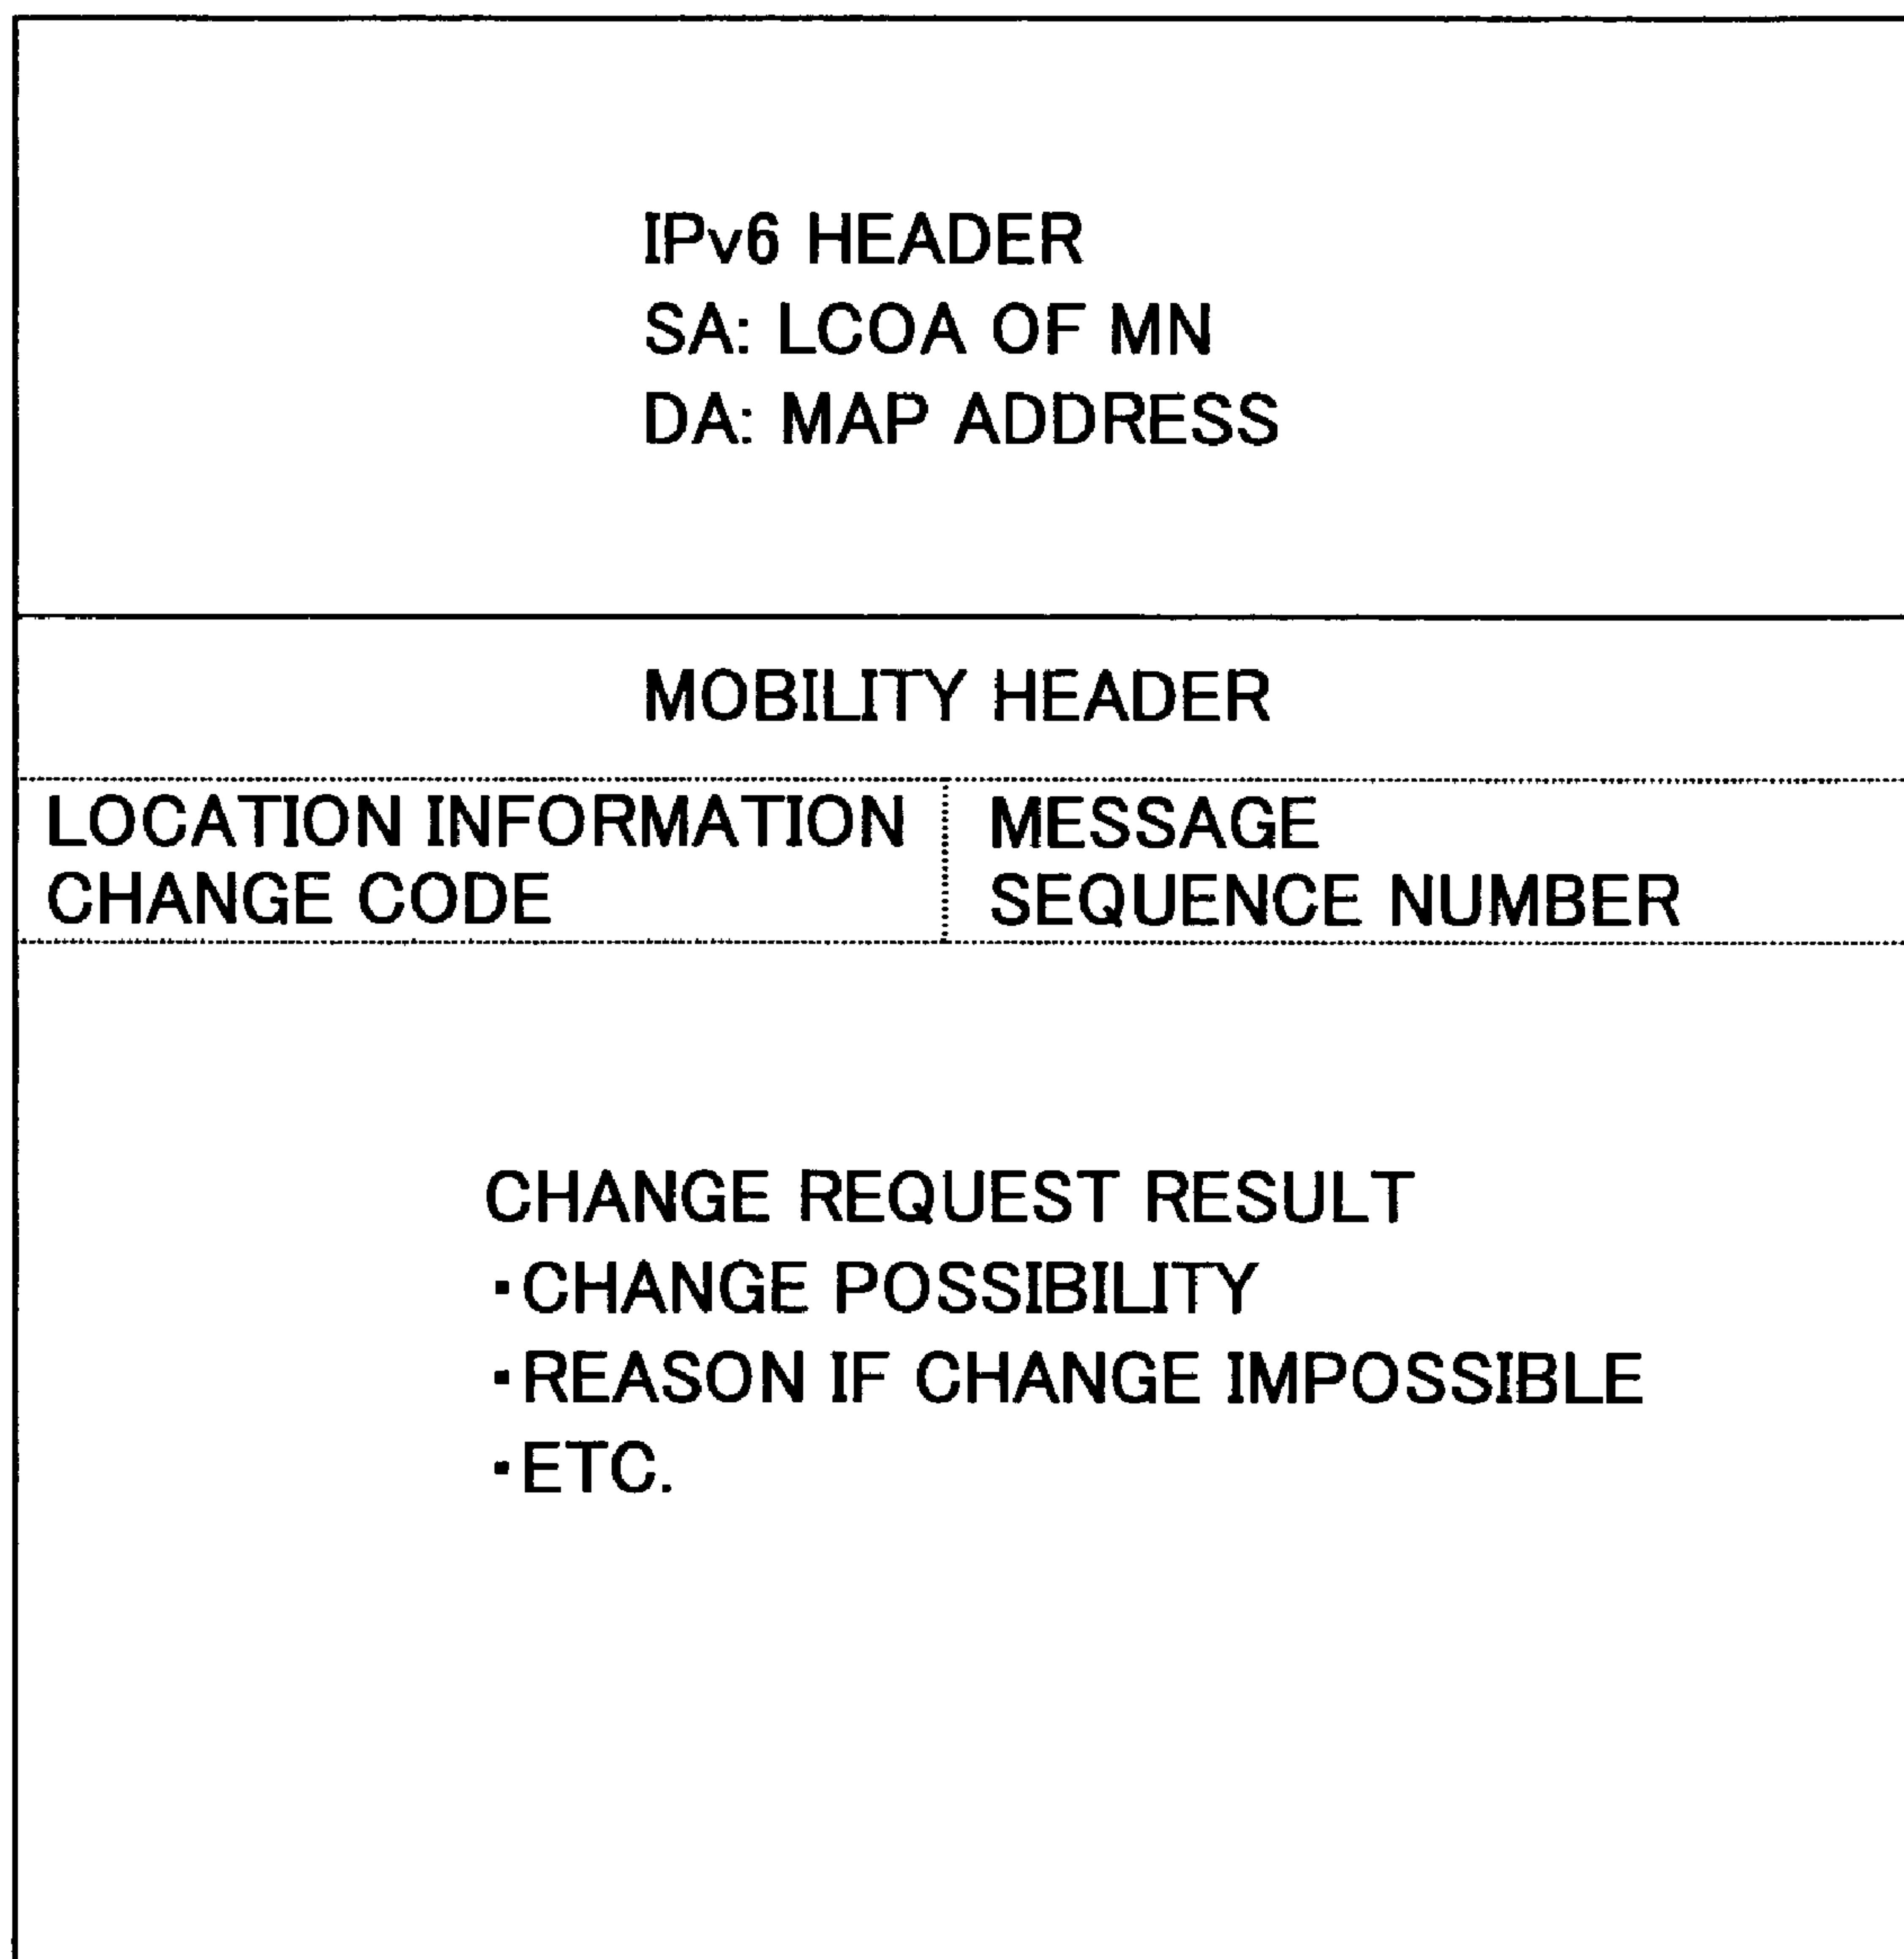 IPv6 HEADER
SA: LCOA OF MN
DA: MAP ADDRESS
MOBILITY HEADER
LOCATION INFORMATION
CHANGE CODE
MESSAGE
SEQUENCE NUMBER
CHANGE REQUEST RESULT
・CHANGE POSSIBILITY
・REASON IF CHANGE IMPOSSIBLE
・ETC.